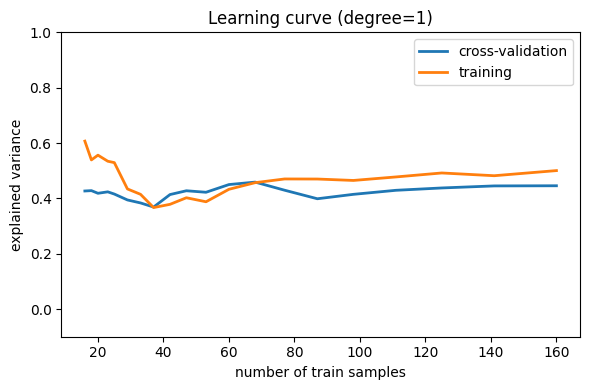 Learning curve (degree=1)
cross-validation
training
explained variance
1.0
0.8
0.6
0.4
0.2
0.0
20 40 60 80 100 120 140 160
number of train samples